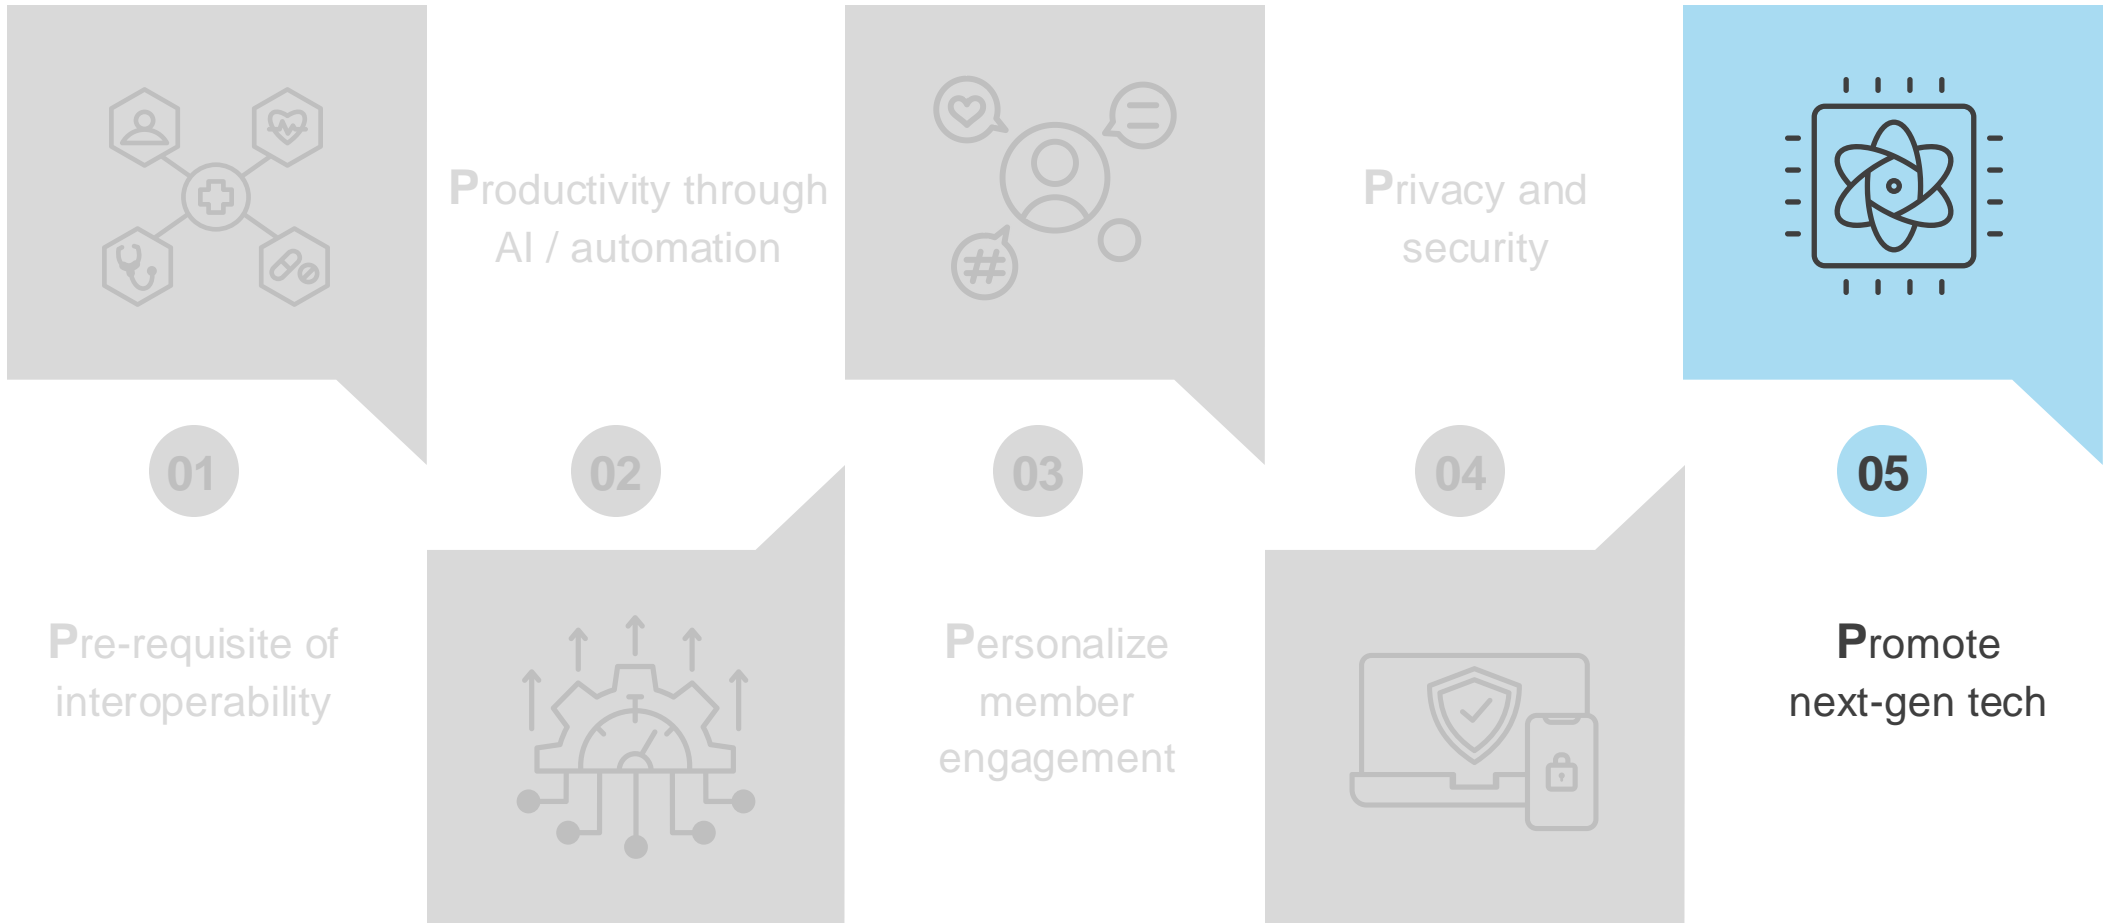 01
Pre-requisite of
interoperability
Productivity through
AI / automation
02
#
03
Personalize
member
engagement
Privacy and
security
04
05
Promote
next-gen tech